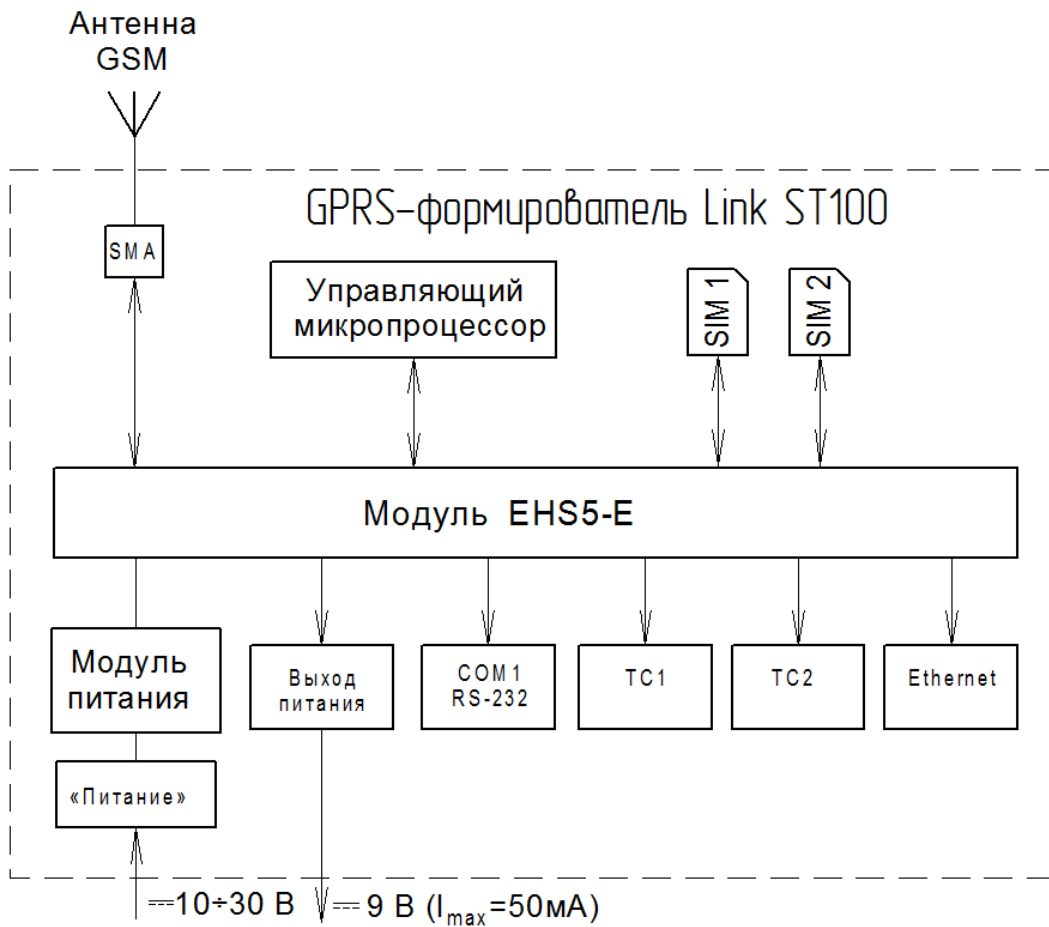 Антенна
GSM
GPRS-формирователь Link ST100
SMA
Управляющий
микропроцессор
SIM 1
SIM 2
Модуль EHS5-E
Модуль
питания
Выход
питания
COM1
RS-232
TC1
TC2
Ethernet
«Питание»
⎓10÷30 В
⎓ 9 В (Imax=50мА)